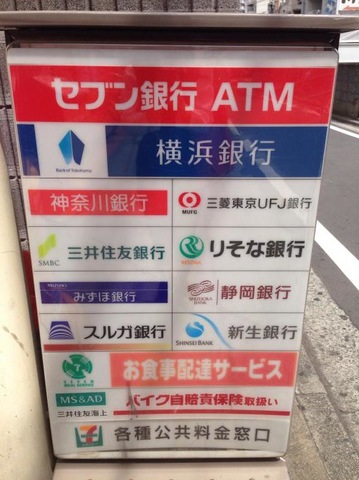 セブン銀行 ATM
Bank of Yokohama 横浜銀行
神奈川銀行 MUFG 三菱東京UFJ銀行
SMBC 三井住友銀行 RESONA りそな銀行
MIZUHO みずほ銀行 SHIZUOKA BANK 静岡銀行
スルガ銀行 SHINSEI BANK 新生銀行
7 SEVEN MEAL SERVICE お食事配達サービス
MS&AD 三井住友海上 バイク自賠責保険取扱い
各種公共料金窓口